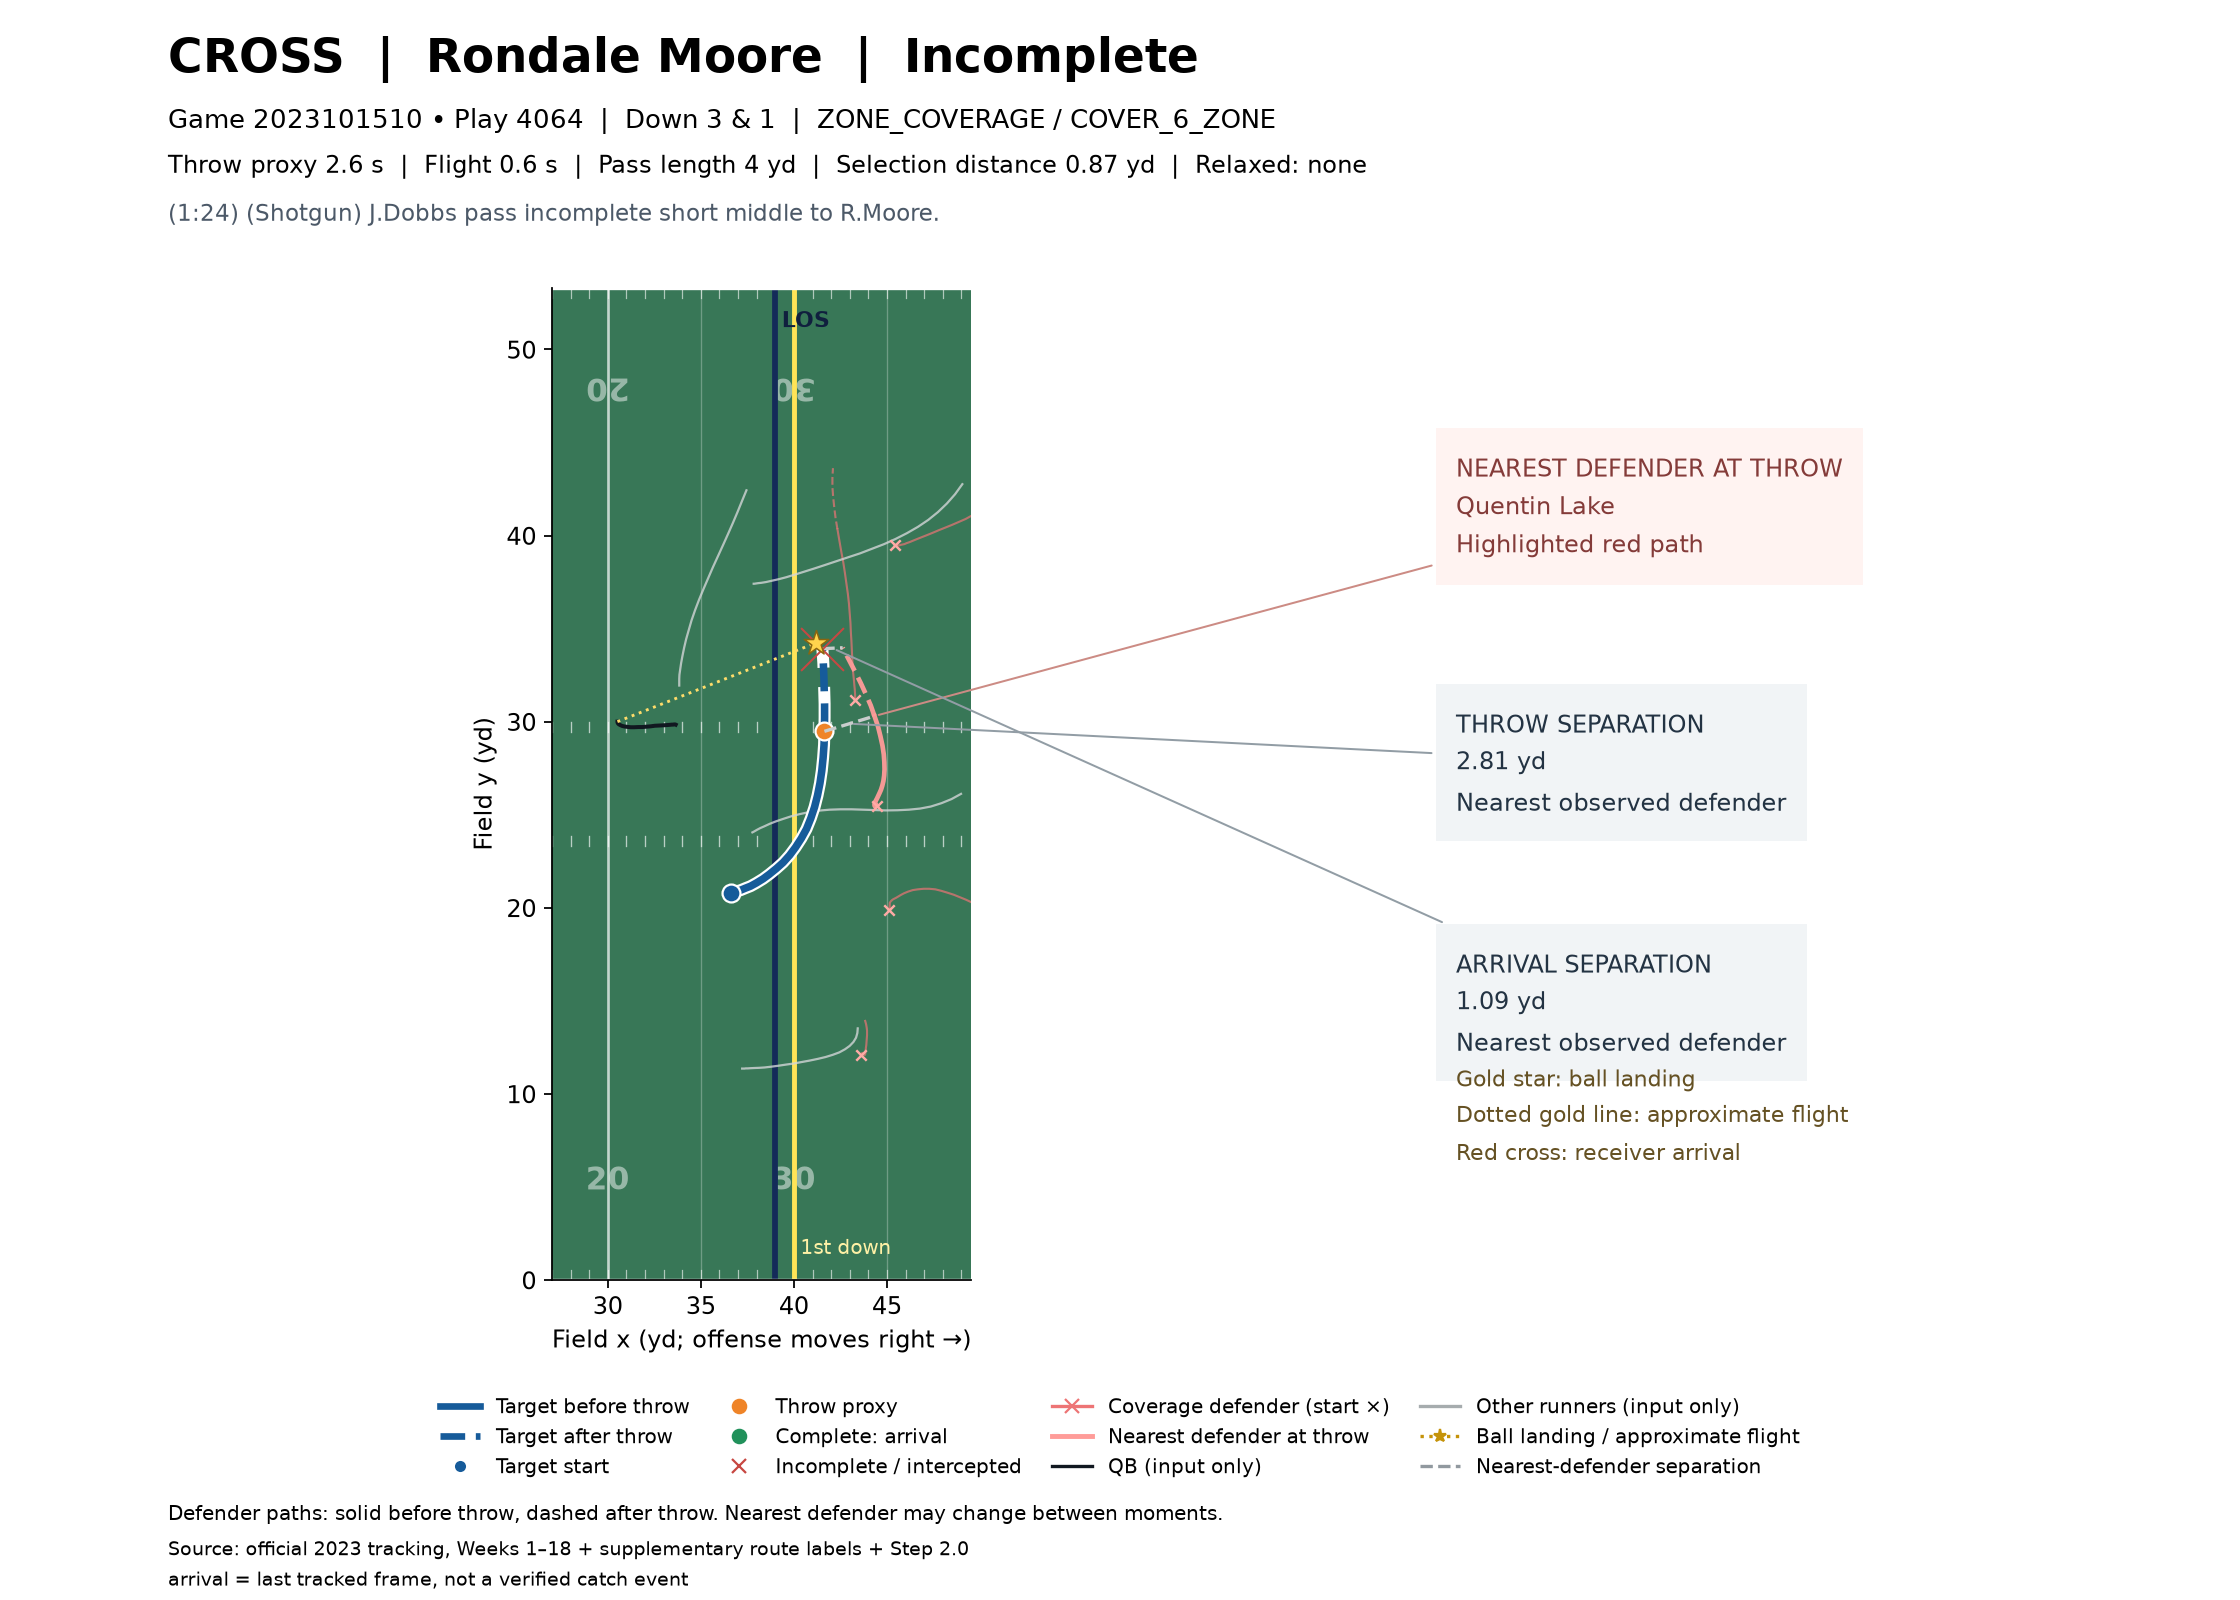 CROSS | Rondale Moore | Incomplete
Game 2023101510 • Play 4064 | Down 3 & 1 | ZONE_COVERAGE / COVER_6_ZONE
Throw proxy 2.6 s | Flight 0.6 s | Pass length 4 yd | Selection distance 0.87 yd | Relaxed: none
(1:24) (Shotgun) J.Dobbs pass incomplete short middle to R.Moore.
LOS
20 30
50
40
30
20
10
0
Field y (yd)
20 30
1st down
30 35 40 45
Field x (yd; offense moves right →)
NEAREST DEFENDER AT THROW
Quentin Lake
Highlighted red path
THROW SEPARATION
2.81 yd
Nearest observed defender
ARRIVAL SEPARATION
1.09 yd
Nearest observed defender
Gold star: ball landing
Dotted gold line: approximate flight
Red cross: receiver arrival
Target before throw
Target after throw
Target start
Throw proxy
Complete: arrival
Incomplete / intercepted
Coverage defender (start ×)
Nearest defender at throw
QB (input only)
Other runners (input only)
Ball landing / approximate flight
Nearest-defender separation
Defender paths: solid before throw, dashed after throw. Nearest defender may change between moments.
Source: official 2023 tracking, Weeks 1–18 + supplementary route labels + Step 2.0
arrival = last tracked frame, not a verified catch event